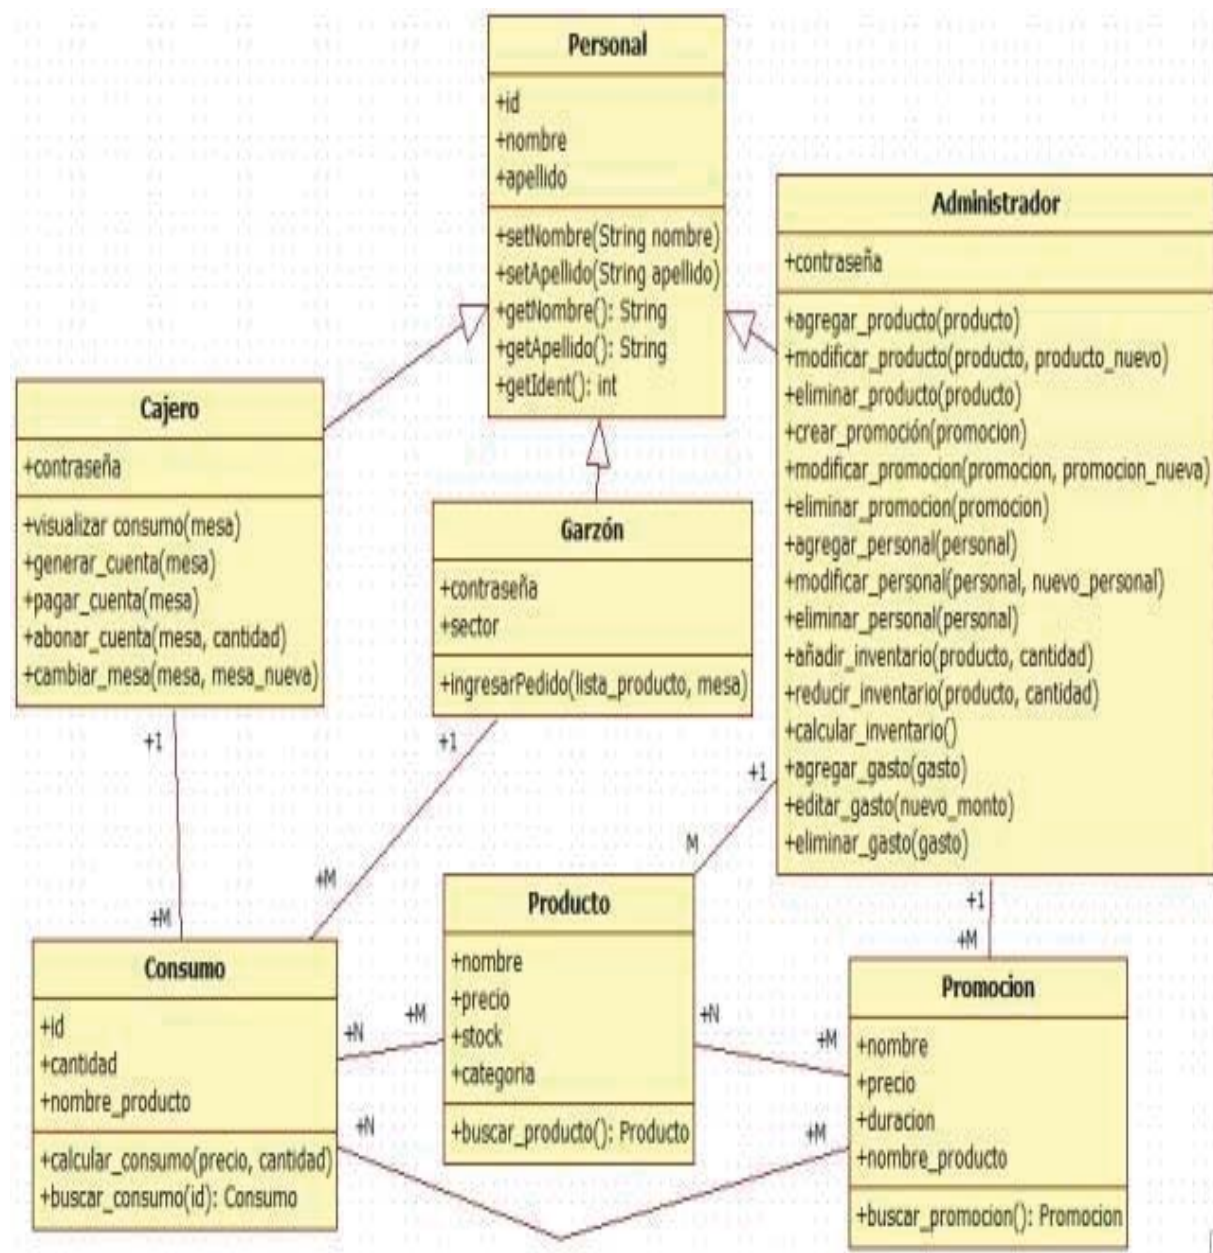 Personal
+id
+nombre
+apellido
+setNombre(String nombre)
+setApellido(String apellido)
+getNombre(): String
+getApellido(): String
+getIdent(): int
Administrador
+contraseña
+agregar_producto(producto)
+modificar_producto(producto, producto_nuevo)
+eliminar_producto(producto)
+crear_promoción(promocion)
+modificar_promocion(promocion, promocion_nueva)
+eliminar_promocion(promocion)
+agregar_personal(personal)
+modificar_personal(personal, nuevo_personal)
+eliminar_personal(personal)
+añadir_inventario(producto, cantidad)
+reducir_inventario(producto, cantidad)
+calcular_inventario()
+agregar_gasto(gasto)
+editar_gasto(nuevo_monto)
+eliminar_gasto(gasto)
Cajero
+contraseña
+visualizar consumo(mesa)
+generar_cuenta(mesa)
+pagar_cuenta(mesa)
+abonar_cuenta(mesa, cantidad)
+cambiar_mesa(mesa, mesa_nueva)
Garzón
+contraseña
+sector
+ingresarPedido(lista_producto, mesa)
+1
+M
+1
+M
+1
M
+1
+M
Consumo
+id
+cantidad
+nombre_producto
+calcular_consumo(precio, cantidad)
+buscar_consumo(id): Consumo
+N
+M
Producto
+nombre
+precio
+stock
+categoria
+buscar_producto(): Producto
+N
+M
+N
+M
Promocion
+nombre
+precio
+duracion
+nombre_producto
+buscar_promocion(): Promocion